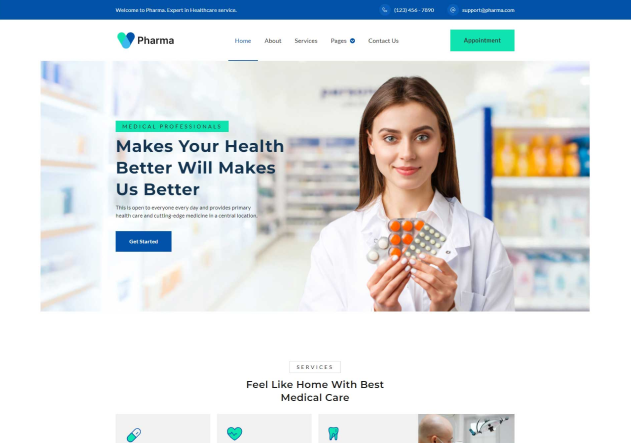 Welcome to Pharma. Expert in Healthcare service.
(123) 456 - 7890
support@pharma.com
Pharma
Home
About
Services
Pages
Contact Us
Appointment
MEDICAL PROFESSIONALS
Makes Your Health
Better Will Makes
Us Better
This is open to everyone every day and provides primary
health care and cutting-edge medicine in a central location.
Get Started
SERVICES
Feel Like Home With Best
Medical Care